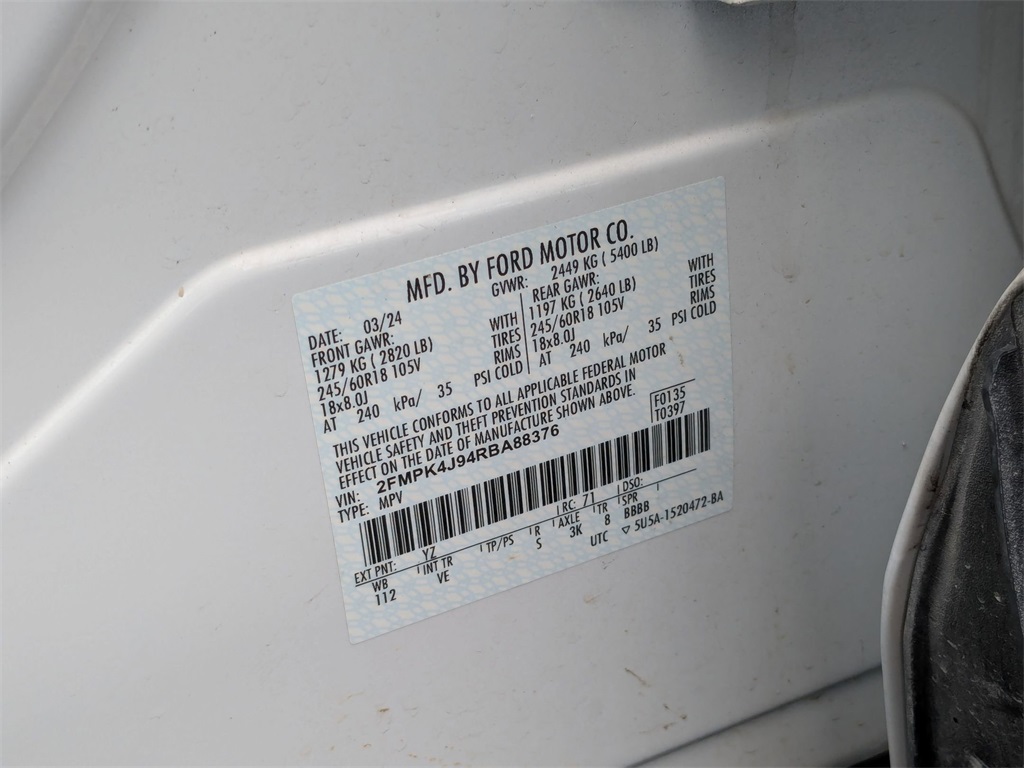 MFD. BY FORD MOTOR CO.
DATE: 03/24 GVWR: 2449 KG ( 5400 LB)
FRONT GAWR: REAR GAWR:
1279 KG ( 2820 LB) WITH 1197 KG ( 2640 LB) WITH
245/60R18 105V TIRES 245/60R18 105V TIRES
18x8.0J RIMS 18x8.0J RIMS
AT 240 kPa/ 35 PSI COLD AT 240 kPa/ 35 PSI COLD
THIS VEHICLE CONFORMS TO ALL APPLICABLE FEDERAL MOTOR
VEHICLE SAFETY AND THEFT PREVENTION STANDARDS IN
EFFECT ON THE DATE OF MANUFACTURE SHOWN ABOVE.
VIN: 2FMPK4J94RBA88376 F0135
TYPE: MPV T0397
EXT PNT: YZ RC: 71 DSO:
WB INT TR TP/PS R AXLE TR SPR
112 VE S 3K 8 BBBB
UTC ▽ 5U5A-1520472-BA